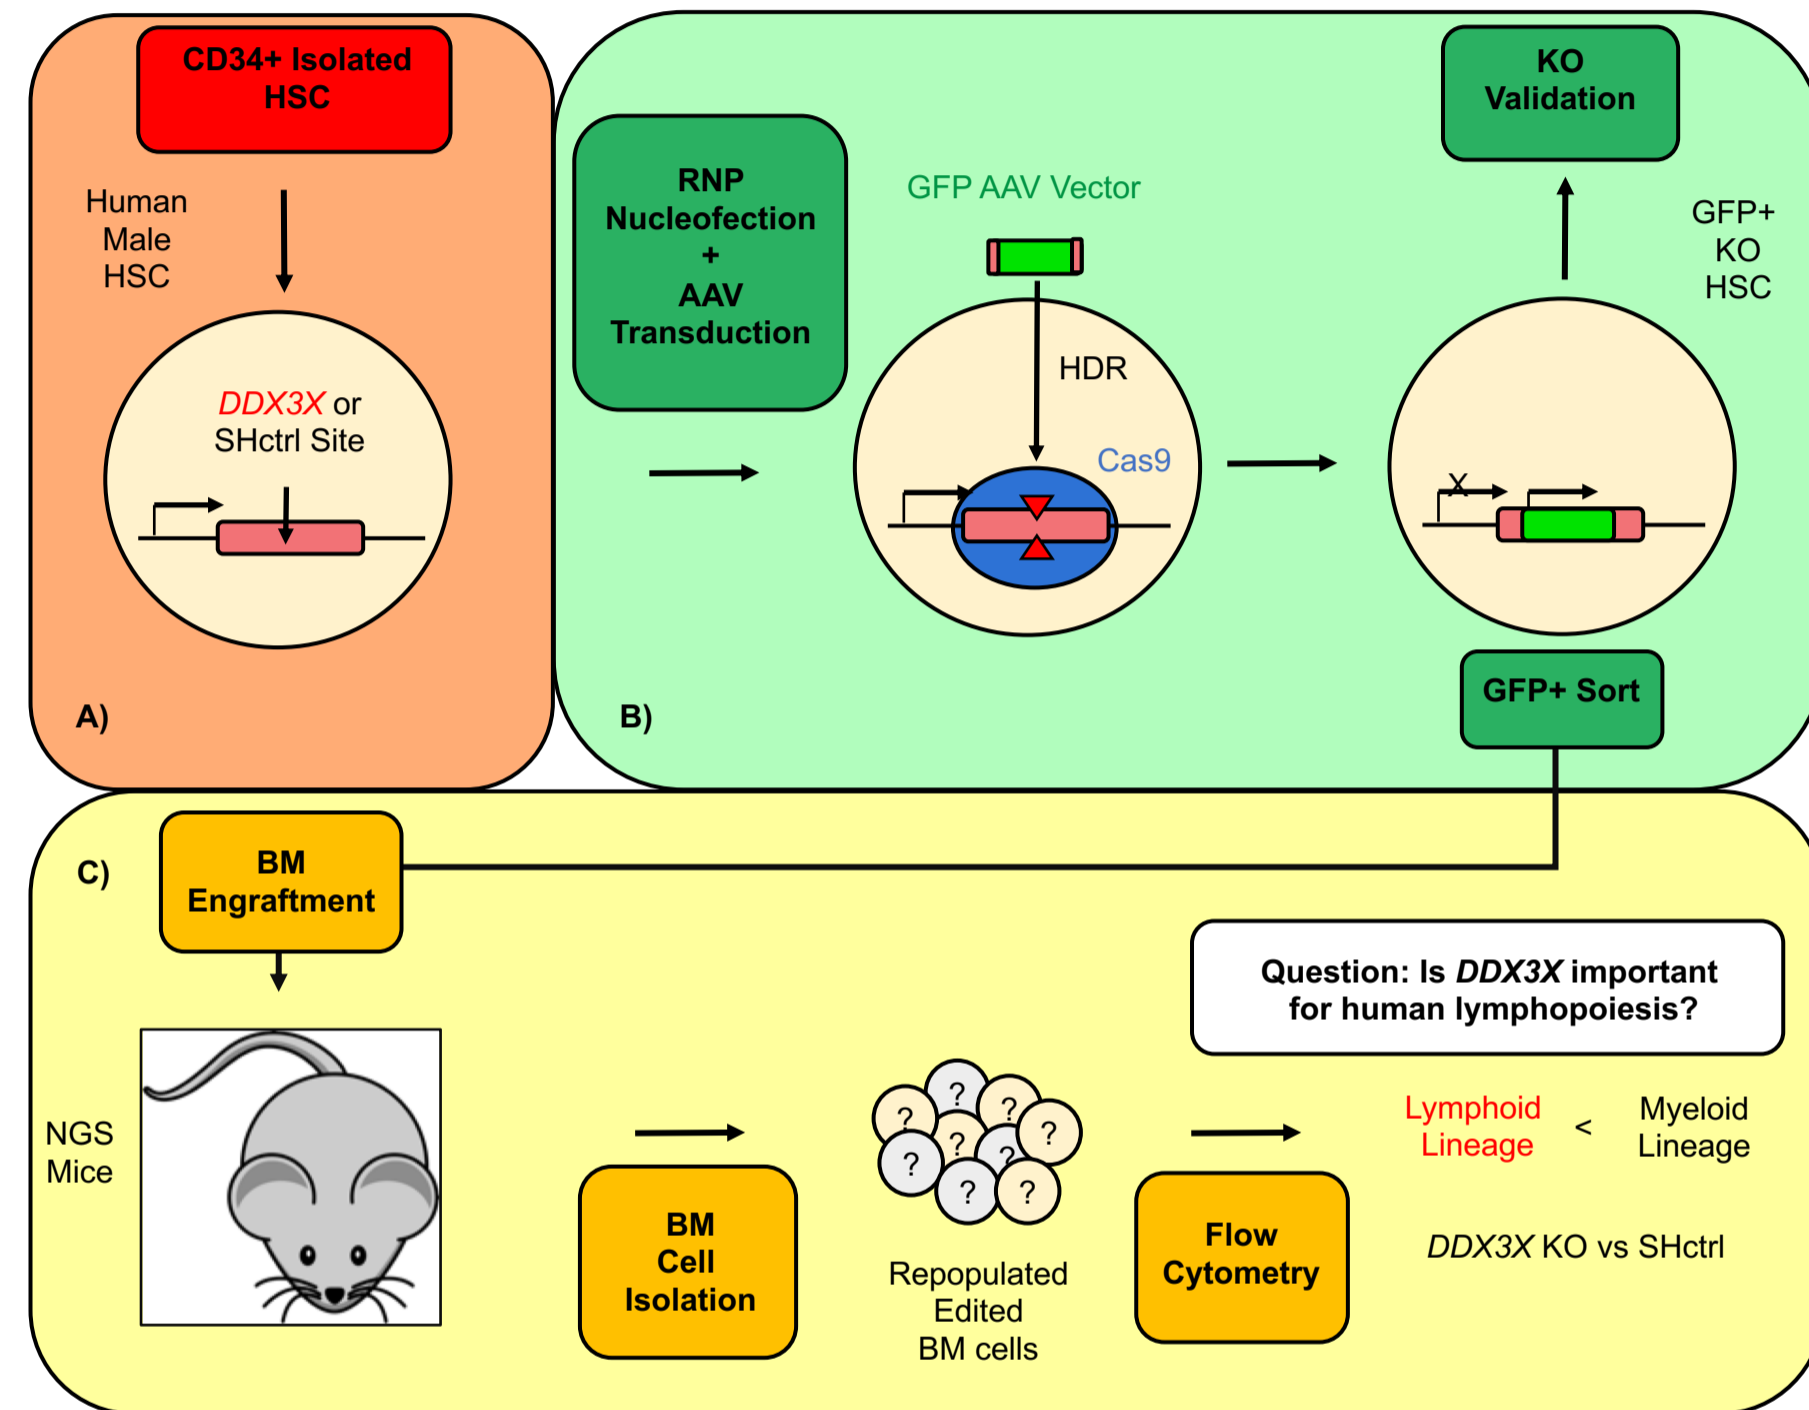 CD34+ Isolated
HSC
Human
Male
HSC
DDX3X or
SHctrl Site
A)
RNP
Nucleofection
+
AAV
Transduction
GFP AAV Vector
HDR
Cas9
KO
Validation
GFP+
KO
HSC
X
GFP+ Sort
B)
C)
BM
Engraftment
NGS
Mice
BM
Cell
Isolation
? ? ? ? ? ? ? ? ?
Repopulated
Edited
BM cells
Flow
Cytometry
Question: Is DDX3X important
for human lymphopoiesis?
Lymphoid
Lineage
<
Myeloid
Lineage
DDX3X KO vs SHctrl